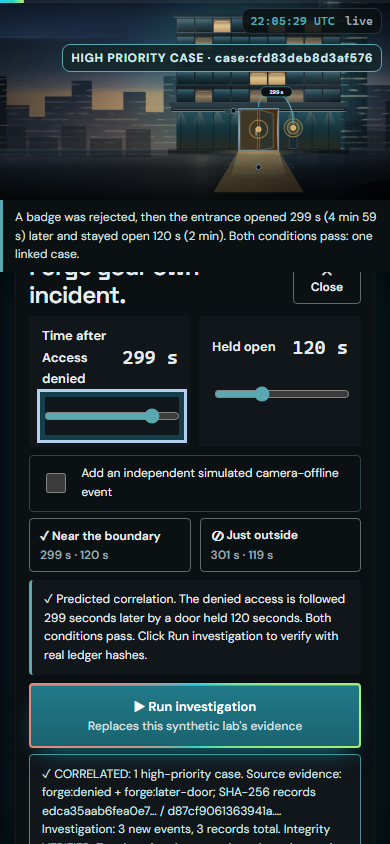 22:05:29 UTC live
HIGH PRIORITY CASE · case:cfd83deb8d3af576
299 s
A badge was rejected, then the entrance opened 299 s (4 min 59
s) later and stayed open 120 s (2 min). Both conditions pass: one
linked case.
Forge your own
incident.
Close
Time after
Access
denied
299 s
Held open
120 s
Add an independent simulated camera-offline
event
✓ Near the boundary
299 s · 120 s
Just outside
301 s · 119 s
✓ Predicted correlation. The denied access is followed
299 seconds later by a door held 120 seconds. Both
conditions pass. Click Run investigation to verify with
real ledger hashes.
▶ Run investigation
Replaces this synthetic lab's evidence
✓ CORRELATED: 1 high-priority case. Source evidence:
forge:denied + forge:later-door; SHA-256 records
edca35aab6fea0e7… / d87cf9061363941a….
Investigation: 3 new events, 3 records total. Integrity